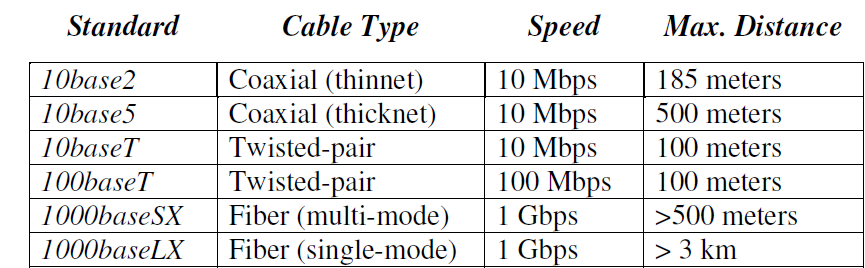 Standard Cable Type Speed Max. Distance
10base2 Coaxial (thinnet) 10 Mbps 185 meters
10base5 Coaxial (thicknet) 10 Mbps 500 meters
10baseT Twisted-pair 10 Mbps 100 meters
100baseT Twisted-pair 100 Mbps 100 meters
1000baseSX Fiber (multi-mode) 1 Gbps >500 meters
1000baseLX Fiber (single-mode) 1 Gbps > 3 km